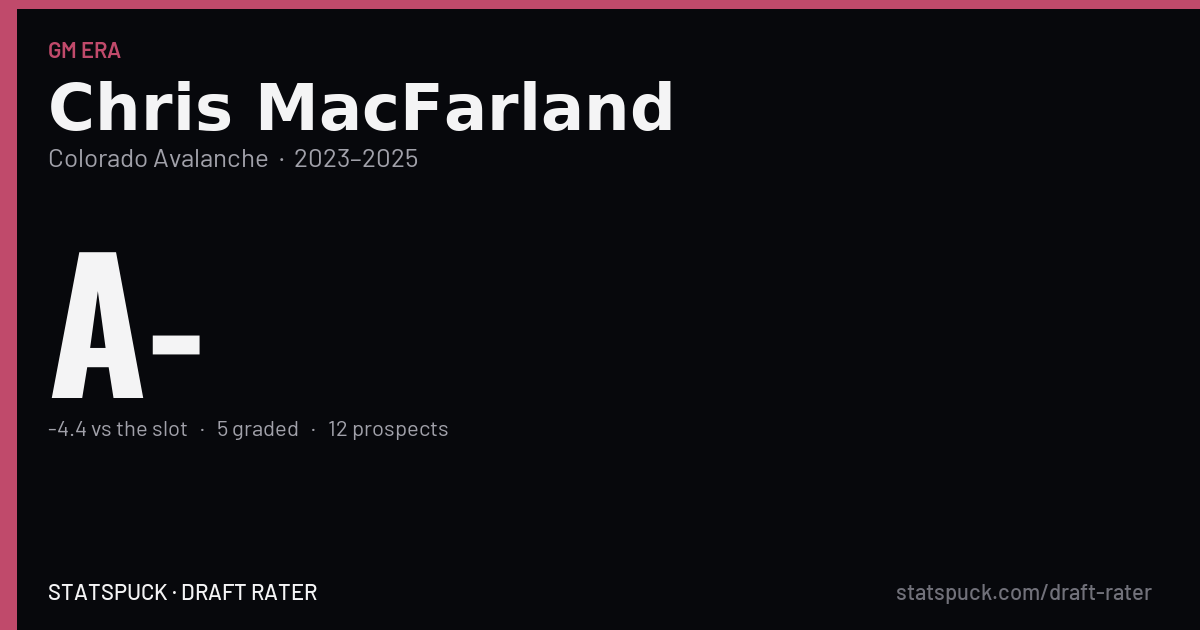 GM ERA
Chris MacFarland
Colorado Avalanche · 2023–2025
A-
-4.4 vs the slot · 5 graded · 12 prospects
STATSPUCK · DRAFT RATER
statspuck.com/draft-rater